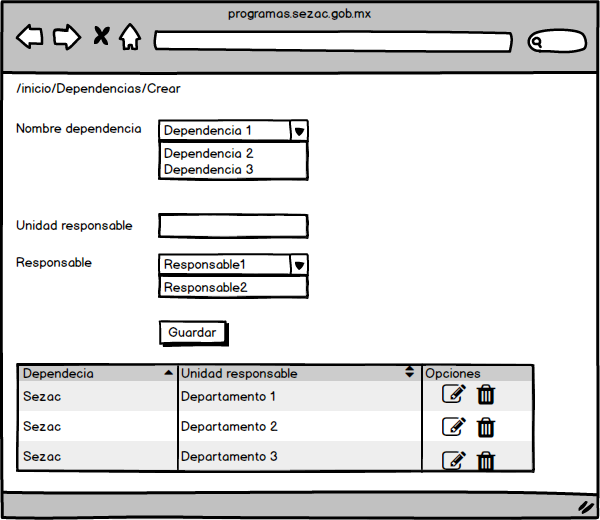 programas.sezac.gob.mx
/inicio/Dependencias/Crear
Nombre dependencia
Dependencia 1
Dependencia 2
Dependencia 3
Unidad responsable
Responsable
Responsable1
Responsable2
Guardar
Dependecia Unidad responsable Opciones
Sezac Departamento 1
Sezac Departamento 2
Sezac Departamento 3